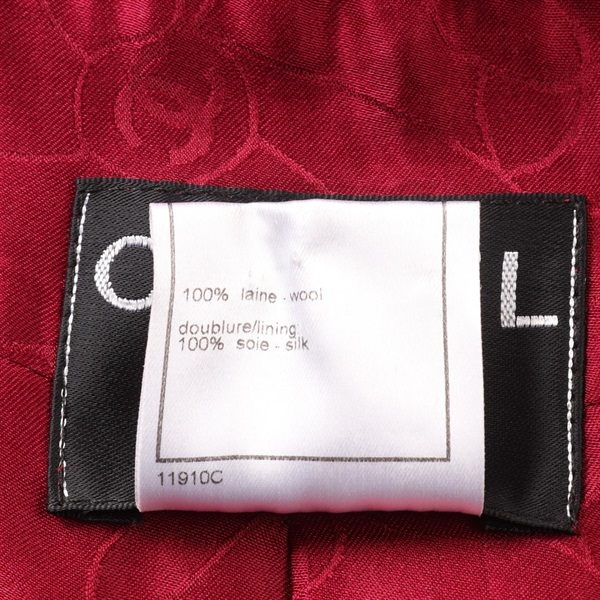 C L
100% laine - wool
doublure/lining
100% soie - silk
11910C